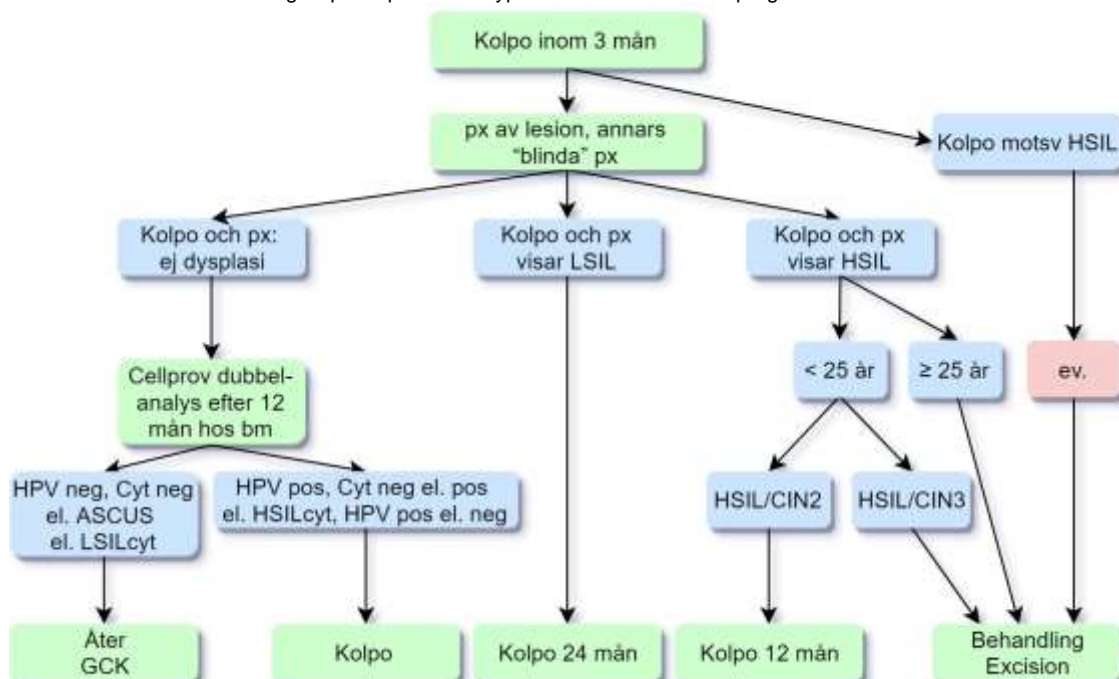 Kolpo inom 3 mån
px av lesion, annars
"blinda" px
Kolpo motsv HSIL
Kolpo och px:
ej dysplasi
Kolpo och px
visar LSIL
Kolpo och px
visar HSIL
Cellprov dubbel-
analys efter 12
mån hos bm
< 25 år
≥ 25 år
ev.
HPV neg, Cyt neg
el. ASCUS
el. LSILcyt
HPV pos, Cyt neg el. pos
el. HSILcyt, HPV pos el. neg
HSIL/CIN2
HSIL/CIN3
Åter
GCK
Kolpo
Kolpo 24 mån
Kolpo 12 mån
Behandling
Excision